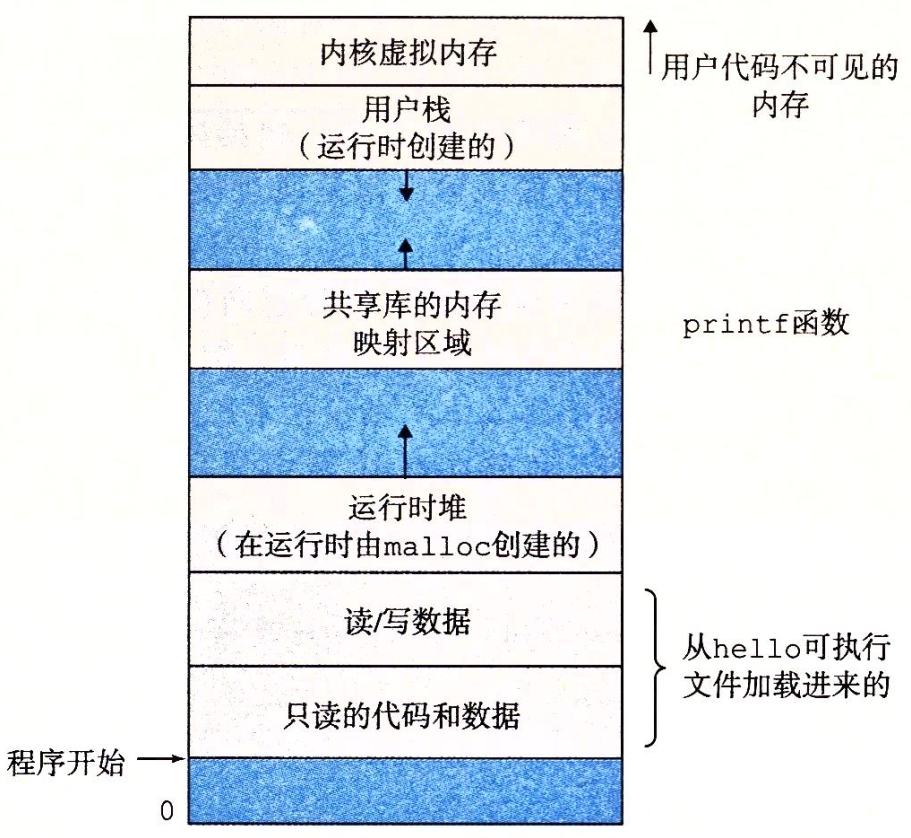 内核虚拟内存
用户代码不可见的
内存
用户栈
（运行时创建的）
共享库的内存
映射区域
printf函数
运行时堆
（在运行时由malloc创建的）
读/写数据
从hello可执行
文件加载进来的
只读的代码和数据
程序开始
0